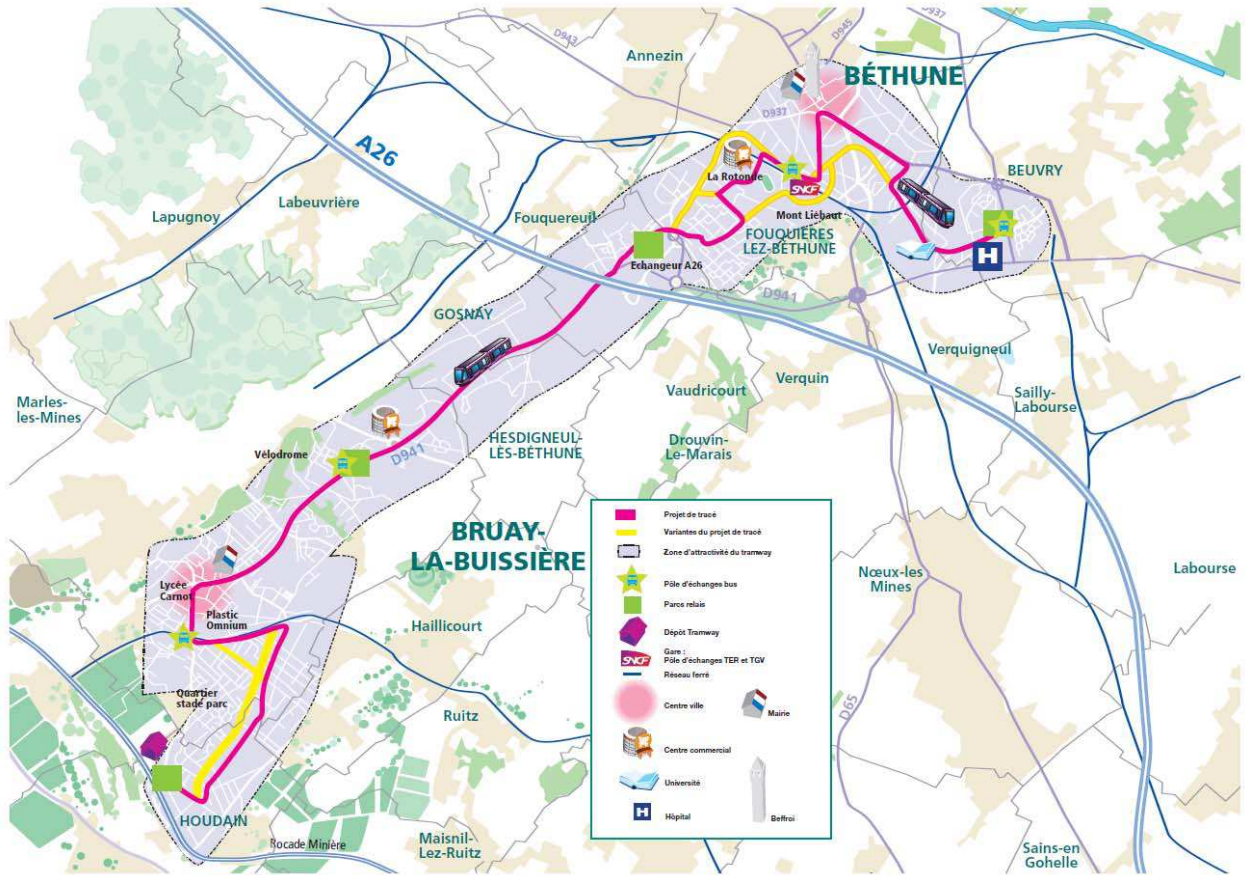 D937
D945
D943
Annezin
BÉTHUNE
D937
A26
La Rotonde
BEUVRY
Lapugnoy
Labeuvrière
Fouquereuil
SNCF
Mont Liébaut
FOUQUIÈRES
LEZ-BÉTHUNE
H
Echangeur A26
D941
GOSNAY
Verquigneul
Vaudricourt
Verquin
Sailly-
Labourse
Marles-
les-Mines
HESDIGNEUL-
LÈS-BÉTHUNE
Drouvin-
Le-Marais
Vélodrome
D941
BRUAY-
LA-BUISSIÈRE
Lycée
Carnot
Plastic
Omnium
Haillicourt
Nœux-les
Mines
Labourse
Quartier
stade parc
Ruitz
D65
HOUDAIN
Rocade Minière
Maisnil-
Lez-Ruitz
Sains-en
Gohelle
Projet de tracé
Variantes du projet de tracé
Zone d'attractivité du tramway
Pôle d'échanges bus
Parcs relais
Dépôt Tramway
SNCF
Gare :
Pôle d'échanges TER et TGV
Réseau ferré
Centre ville
Mairie
Centre commercial
Université
H
Hôpital
Beffroi